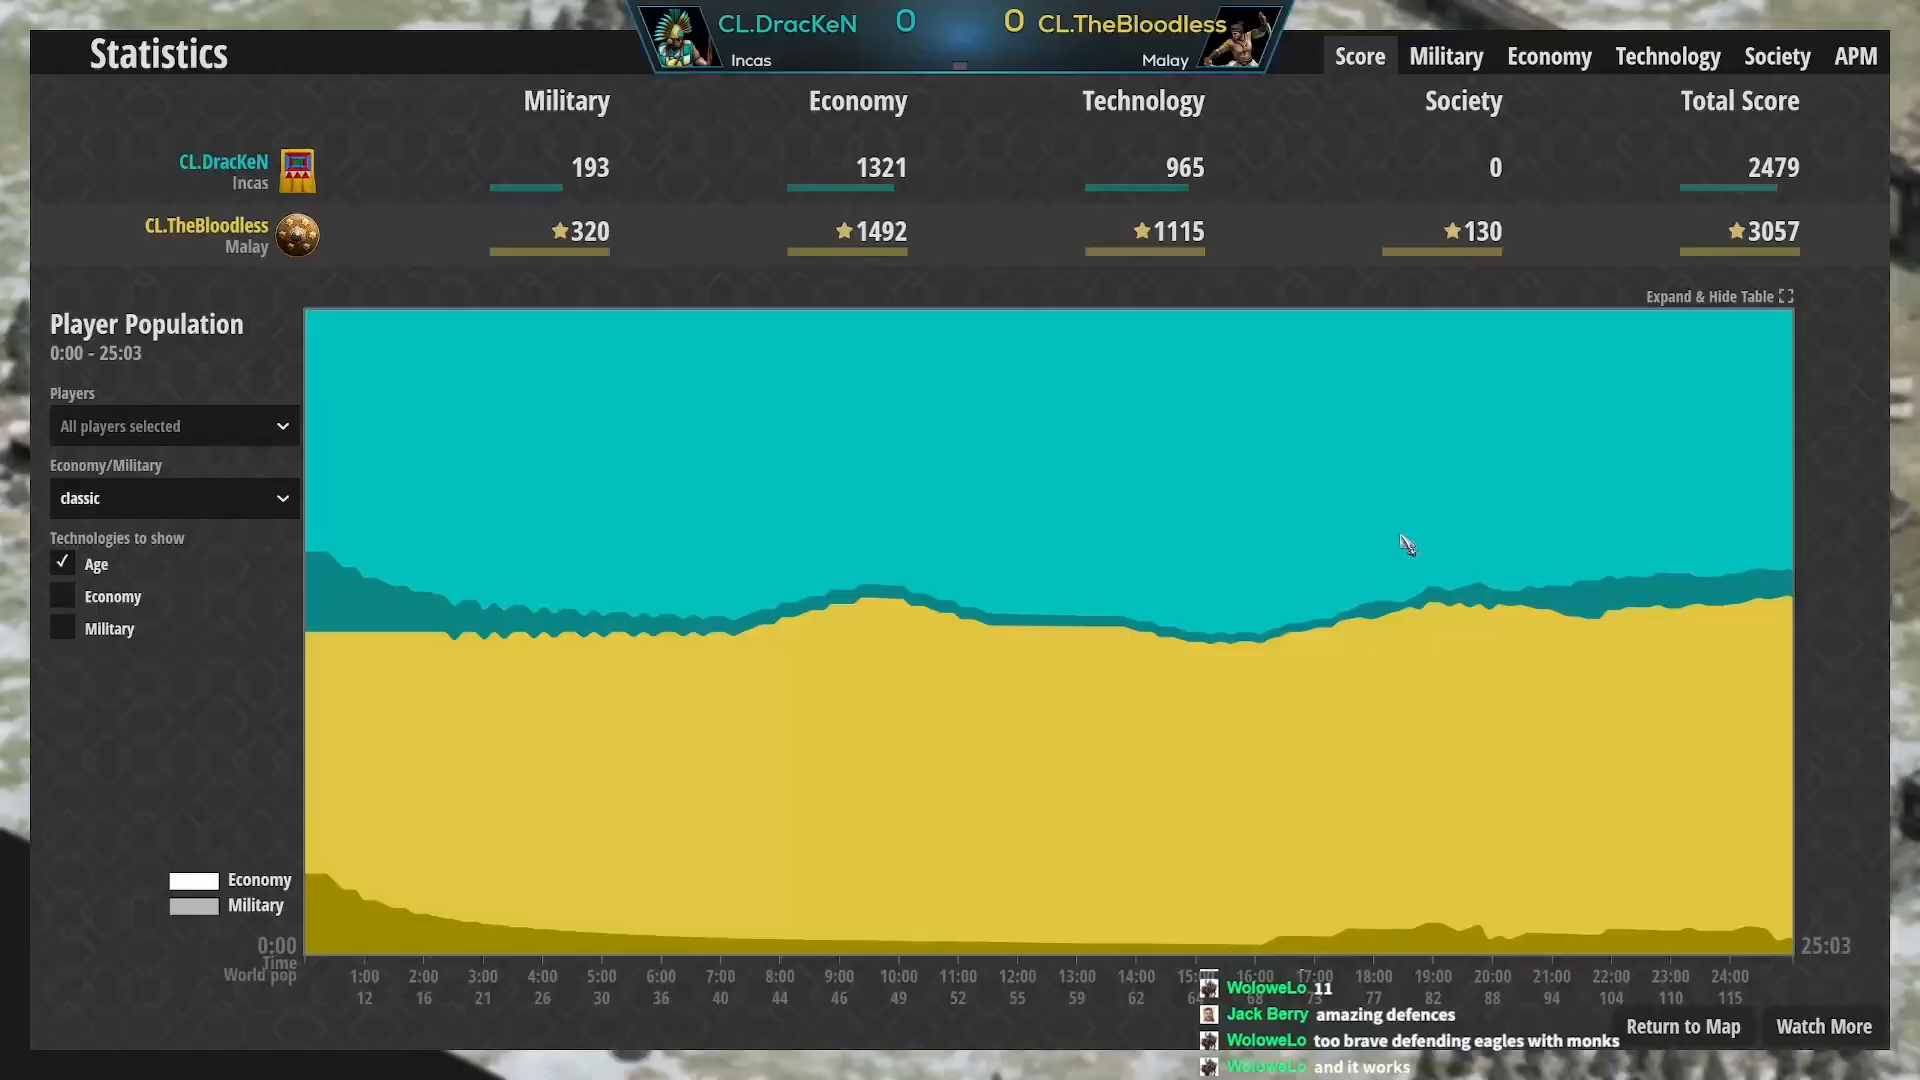 Statistics
CL.DracKeN 0
0 CL.TheBloodless
Incas
Malay
Score Military Economy Technology Society APM
Military Economy Technology Society Total Score
CL.DracKeN
Incas
193 1321 965 0 2479
CL.TheBloodless
Malay
320 1492 1115 130 3057
Expand & Hide Table
Player Population
0:00 - 25:03
Players
All players selected
Economy/Military
classic
Technologies to show
Age
Economy
Military
Economy
Military
0:00
25:03
Time
1:00 2:00 3:00 4:00 5:00 6:00 7:00 8:00 9:00 10:00 11:00 12:00 13:00 14:00 16:00 17:00 18:00 19:00 20:00 21:00 22:00 23:00 24:00
World pop
12 16 21 26 30 36 40 44 46 49 52 55 59 62 68 73 77 82 88 94 104 110 115
WoloweLo 11
Jack Berry amazing defences
WoloweLo too brave defending eagles with monks
WoloweLo and it works
Return to Map
Watch More